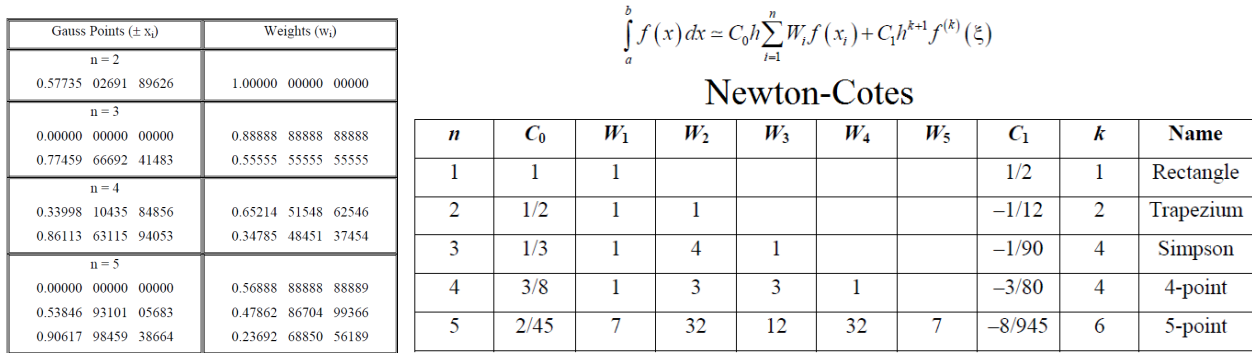 Gauss Points (± xᵢ) Weights (wᵢ)
n = 2
0.57735 02691 89626 1.00000 00000 00000
n = 3
0.00000 00000 00000 0.88888 88888 88888
0.77459 66692 41483 0.55555 55555 55555
n = 4
0.33998 10435 84856 0.65214 51548 62546
0.86113 63115 94053 0.34785 48451 37454
n = 5
0.00000 00000 00000 0.56888 88888 88889
0.53846 93101 05683 0.47862 86704 99366
0.90617 98459 38664 0.23692 68850 56189
∫ₐᵇ f(x)dx ≃ C₀h∑ᵢ₌₁ⁿ Wᵢf(xᵢ)+C₁hᵏ⁺¹f⁽ᵏ⁾(ξ)
Newton-Cotes
n C₀ W₁ W₂ W₃ W₄ W₅ C₁ k Name
1 1 1 1/2 1 Rectangle
2 1/2 1 1 –1/12 2 Trapezium
3 1/3 1 4 1 –1/90 4 Simpson
4 3/8 1 3 3 1 –3/80 4 4-point
5 2/45 7 32 12 32 7 –8/945 6 5-point